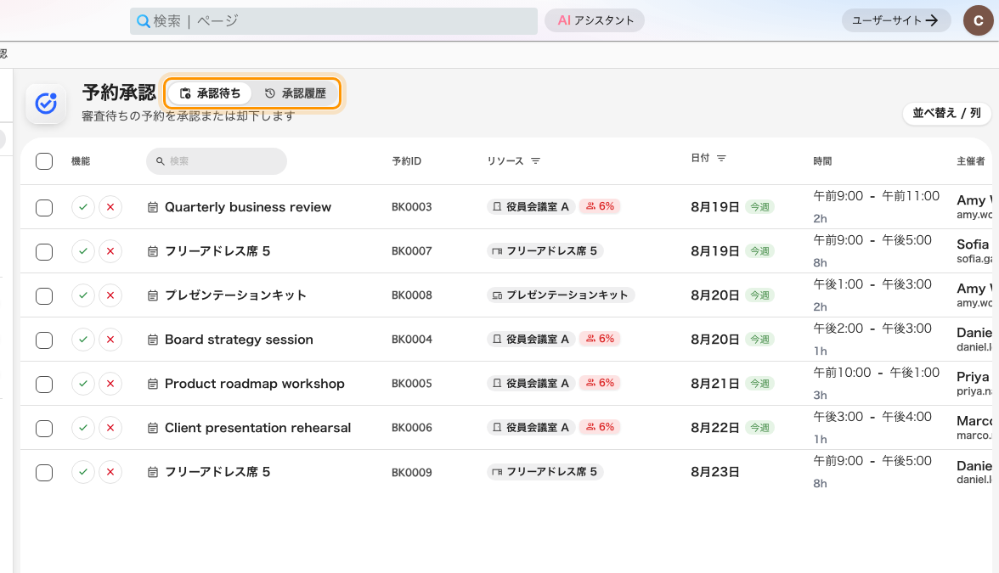 検索 | ページ
AI アシスタント
ユーザーサイト
C
認
予約承認
承認待ち
承認履歴
審査待ちの予約を承認または却下します
並べ替え / 列
機能
検索
予約ID
リソース
日付
時間
主催者
Quarterly business review
BK0003
役員会議室 A
6%
8月19日
今週
午前9:00 - 午前11:00
2h
Amy
amy.wo
フリーアドレス席 5
BK0007
フリーアドレス席 5
8月19日
今週
午前9:00 - 午後5:00
8h
Sofia
sofia.ga
プレゼンテーションキット
BK0008
プレゼンテーションキット
8月20日
今週
午後1:00 - 午後3:00
2h
Amy
amy.wo
Board strategy session
BK0004
役員会議室 A
6%
8月20日
今週
午後2:00 - 午後3:00
1h
Danie
daniel.l
Product roadmap workshop
BK0005
役員会議室 A
6%
8月21日
今週
午前10:00 - 午後1:00
3h
Priya
priya.na
Client presentation rehearsal
BK0006
役員会議室 A
6%
8月22日
今週
午後3:00 - 午後4:00
1h
Marco
marco.
フリーアドレス席 5
BK0009
フリーアドレス席 5
8月23日
午前9:00 - 午後5:00
8h
Danie
daniel.l